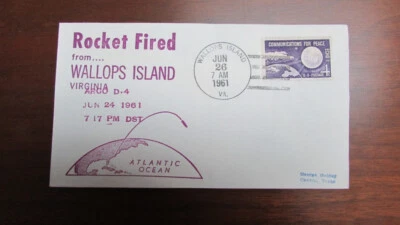 Rocket Fired
from....
WALLOPS ISLAND
VIRGINIA
ARGO D-4
JUN 24 1961
7 17 PM DST
ATLANTIC
OCEAN
WALLOPS ISLAND
JUN
26
7 AM
1961
VA.
COMMUNICATIONS FOR PEACE